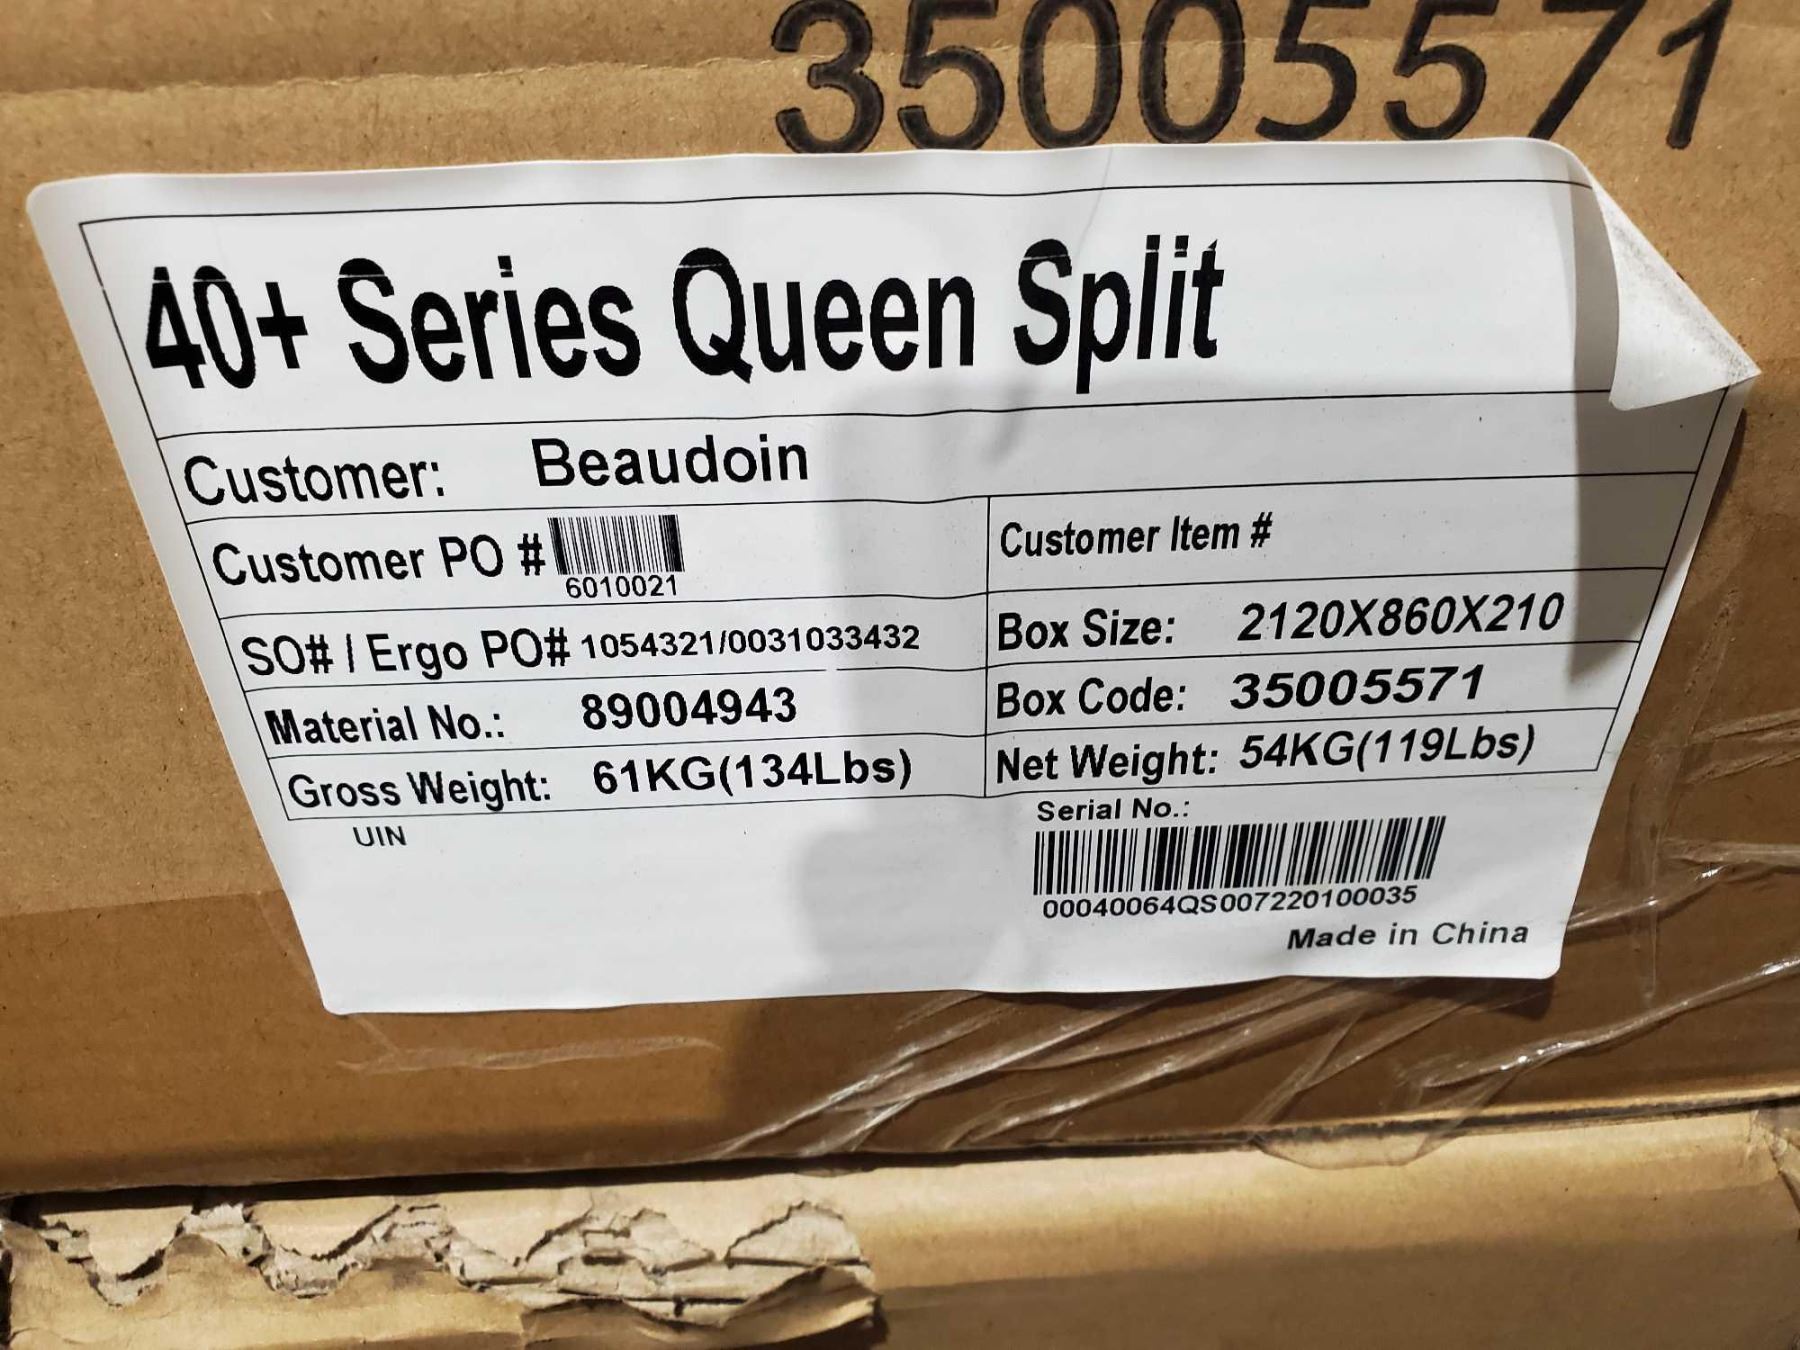 35005571
40+ Series Queen Split
Customer: Beaudoin
Customer PO # 6010021
Customer Item #
SO# / Ergo PO# 1054321/0031033432
Box Size: 2120X860X210
Material No.: 89004943
Box Code: 35005571
Gross Weight: 61KG(134Lbs)
Net Weight: 54KG(119Lbs)
UIN
Serial No.:
00040064QS007220100035
Made in China